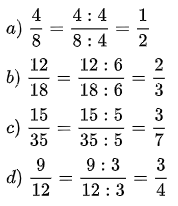 a) 4/8 = 4 : 4/8 : 4 = 1/2
b) 12/18 = 12 : 6/18 : 6 = 2/3
c) 15/35 = 15 : 5/35 : 5 = 3/7
d) 9/12 = 9 : 3/12 : 3 = 3/4